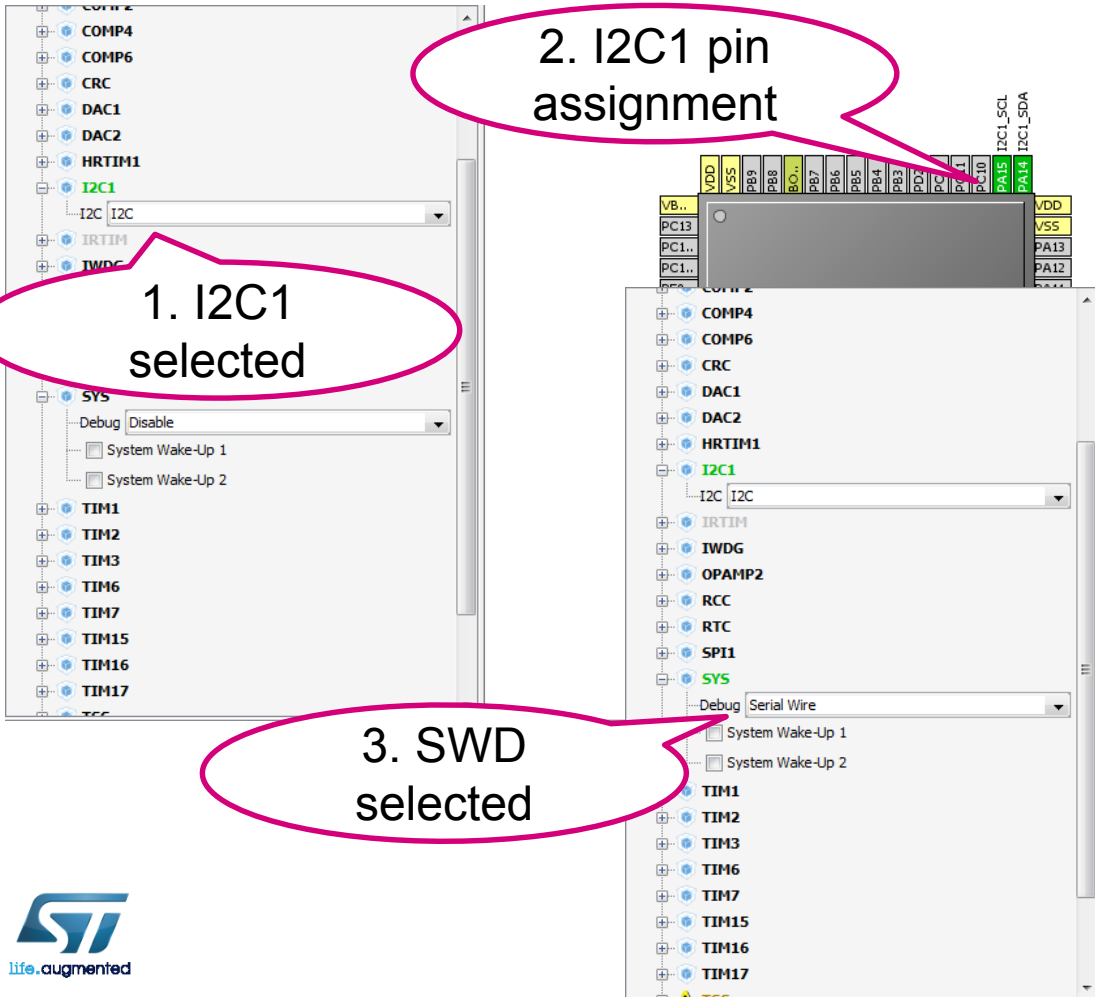 COMP4
COMP6
CRC
DAC1
DAC2
HRTIM1
I2C1
I2C I2C
IRTIM
IWDG
1. I2C1
selected
SYS
Debug Disable
System Wake-Up 1
System Wake-Up 2
TIM1
TIM2
TIM3
TIM6
TIM7
TIM15
TIM16
TIM17
2. I2C1 pin
assignment
I2C1_SCL
I2C1_SDA
VDD
VSS
PB9
PB8
BO..
PB7
PB6
PB5
PB4
PB3
PD2
PC10
PA15
PA14
VB..
PC13
PC1..
PC1..
VDD
VSS
PA13
PA12
COMP2
COMP4
COMP6
CRC
DAC1
DAC2
HRTIM1
I2C1
I2C I2C
IRTIM
IWDG
OPAMP2
RCC
RTC
SPI1
SYS
Debug Serial Wire
System Wake-Up 1
System Wake-Up 2
TIM1
TIM2
TIM3
TIM6
TIM7
TIM15
TIM16
TIM17
3. SWD
selected
ST
life.augmented